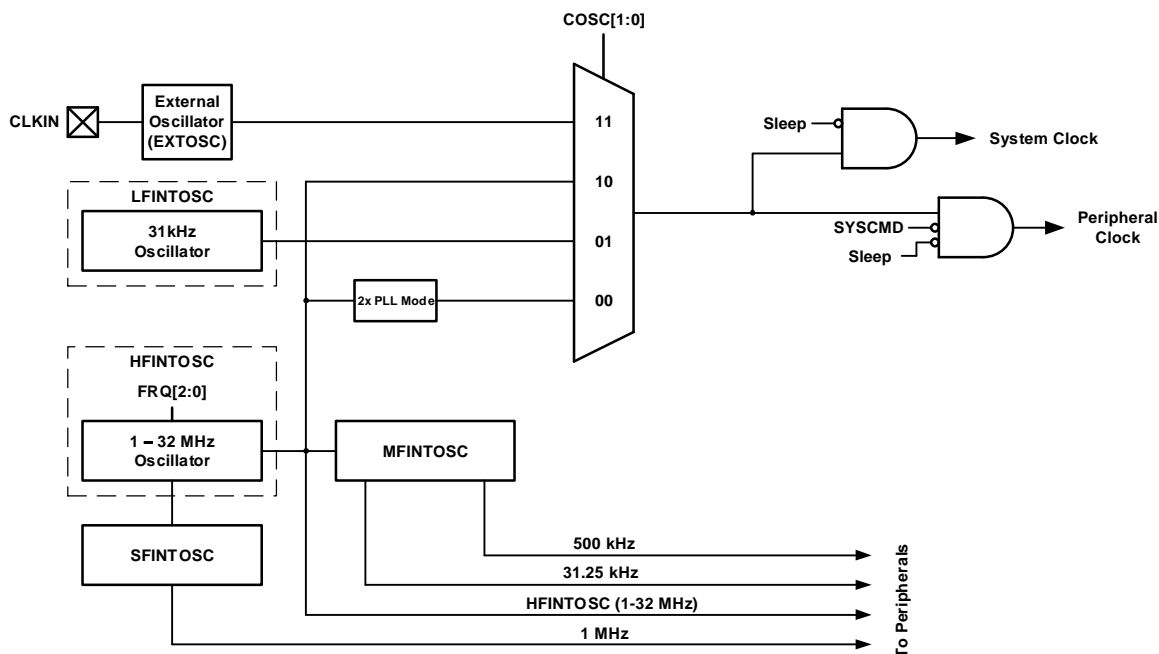 COSC[1:0]
CLKIN
External
Oscillator
(EXTOSC)
11
Sleep
System Clock
LFINTOSC
31kHz
Oscillator
10
01
SYSCMD
Sleep
Peripheral
Clock
2x PLL Mode
00
HFINTOSC
FRQ[2:0]
1 – 32 MHz
Oscillator
MFINTOSC
SFINTOSC
500 kHz
31.25 kHz
HFINTOSC (1-32 MHz)
1 MHz
To Peripherals